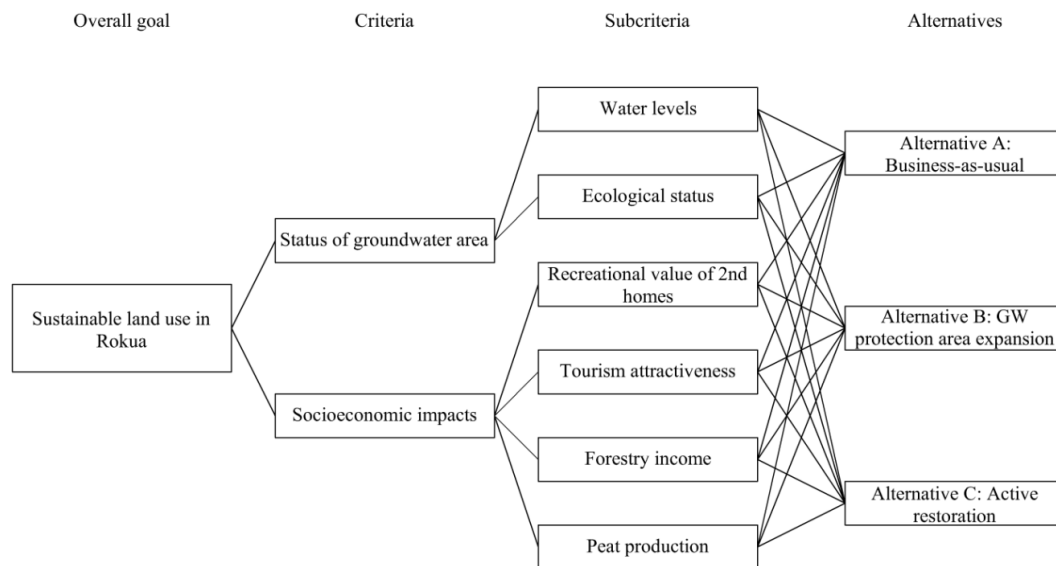 Overall goal
Criteria
Subcriteria
Alternatives
Sustainable land use in
Rokua
Status of groundwater area
Socioeconomic impacts
Water levels
Ecological status
Recreational value of 2nd
homes
Tourism attractiveness
Forestry income
Peat production
Alternative A:
Business-as-usual
Alternative B: GW
protection area expansion
Alternative C: Active
restoration